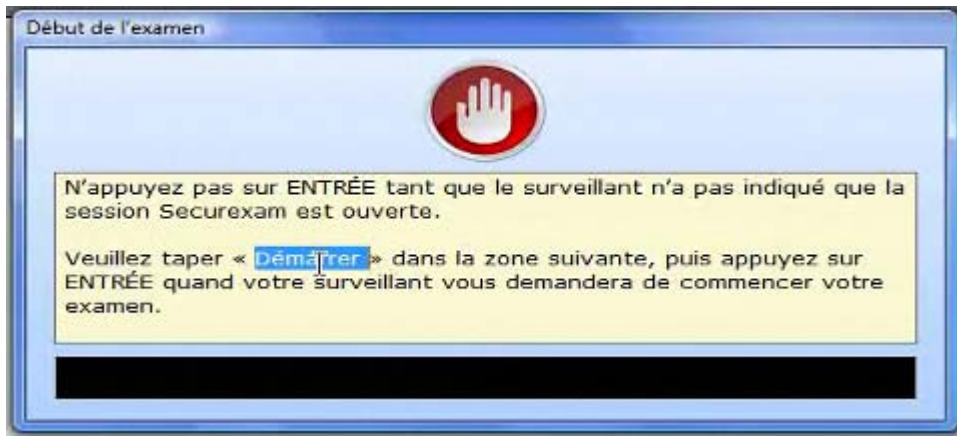 Début de l'examen
N'appuyez pas sur ENTRÉE tant que le surveillant n'a pas indiqué que la
session Securexam est ouverte.
Veuillez taper « Démarrer » dans la zone suivante, puis appuyez sur
ENTRÉE quand votre surveillant vous demandera de commencer votre
examen.